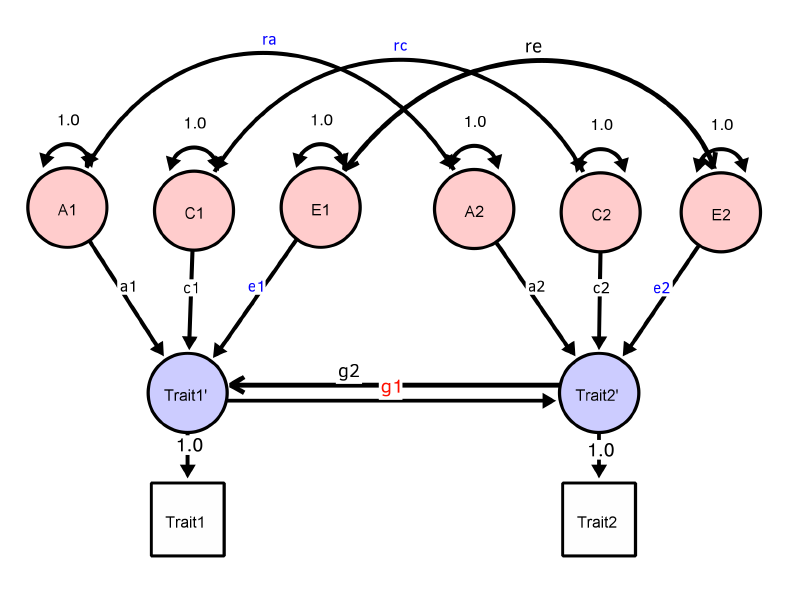 ra
rc
re
1.0
1.0
1.0
1.0
1.0
1.0
A1
C1
E1
A2
C2
E2
a1
c1
e1
a2
c2
e2
g2
g1
Trait1'
Trait2'
1.0
1.0
Trait1
Trait2